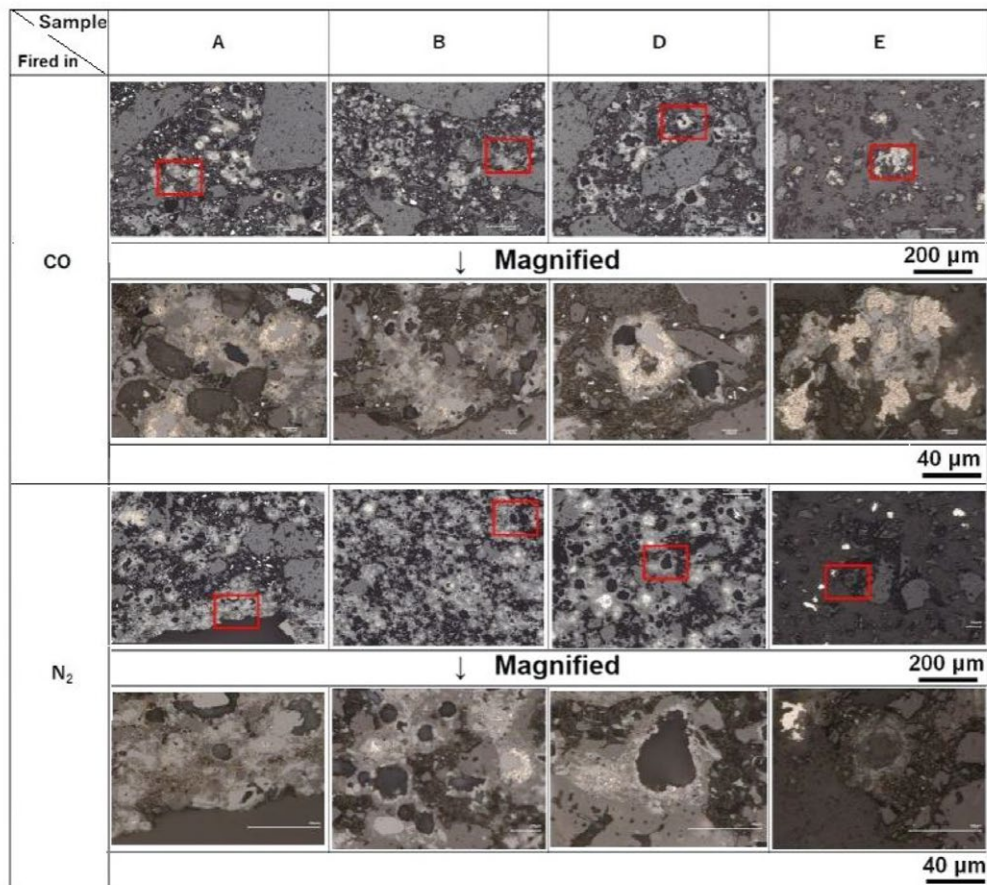 Sample
Fired in
A
B
D
E
CO
200 µm
↓ Magnified
40 µm
N₂
↓ Magnified
200 µm
40 µm